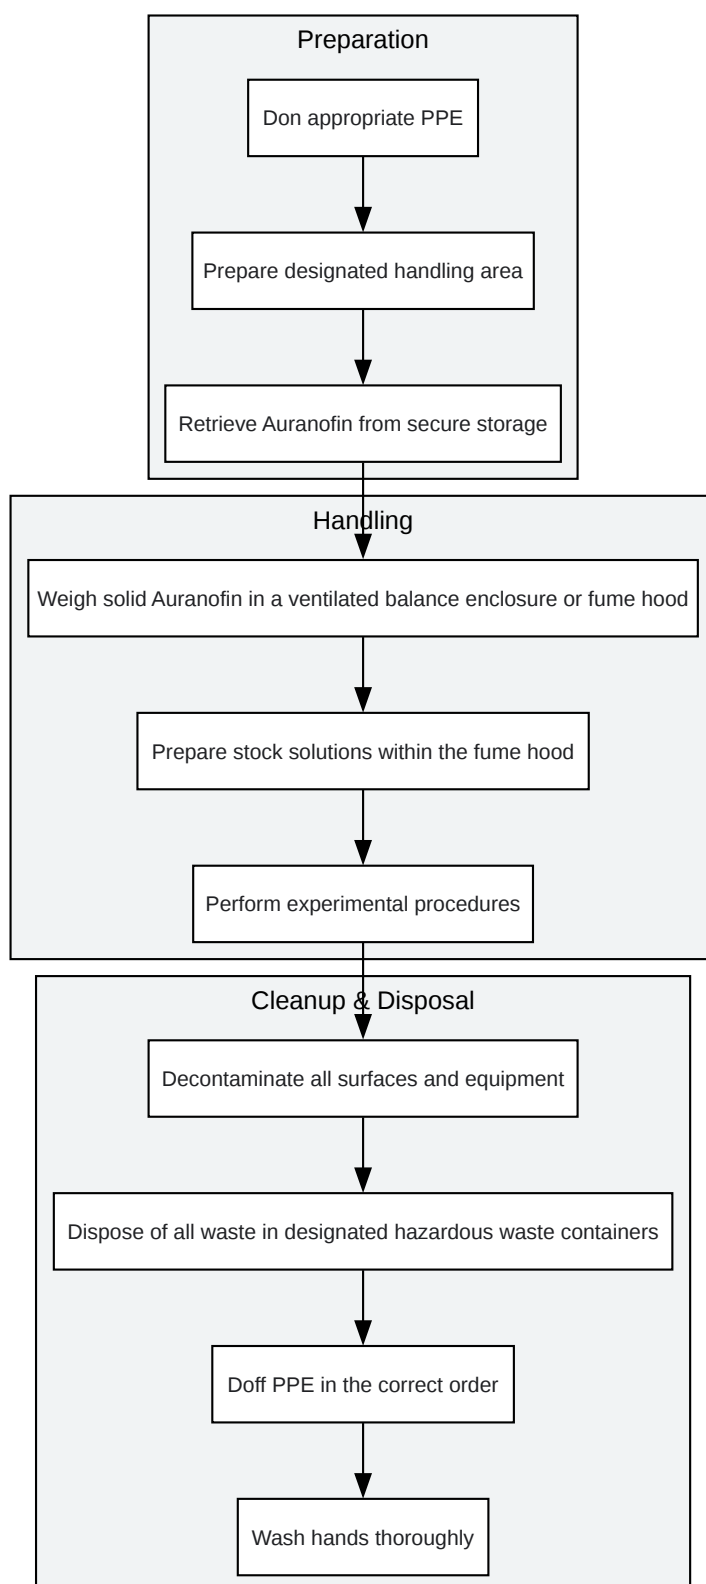 Preparation
Don appropriate PPE
Prepare designated handling area
Retrieve Auranofin from secure storage
Handling
Weigh solid Auranofin in a ventilated balance enclosure or fume hood
Prepare stock solutions within the fume hood
Perform experimental procedures
Cleanup & Disposal
Decontaminate all surfaces and equipment
Dispose of all waste in designated hazardous waste containers
Doff PPE in the correct order
Wash hands thoroughly